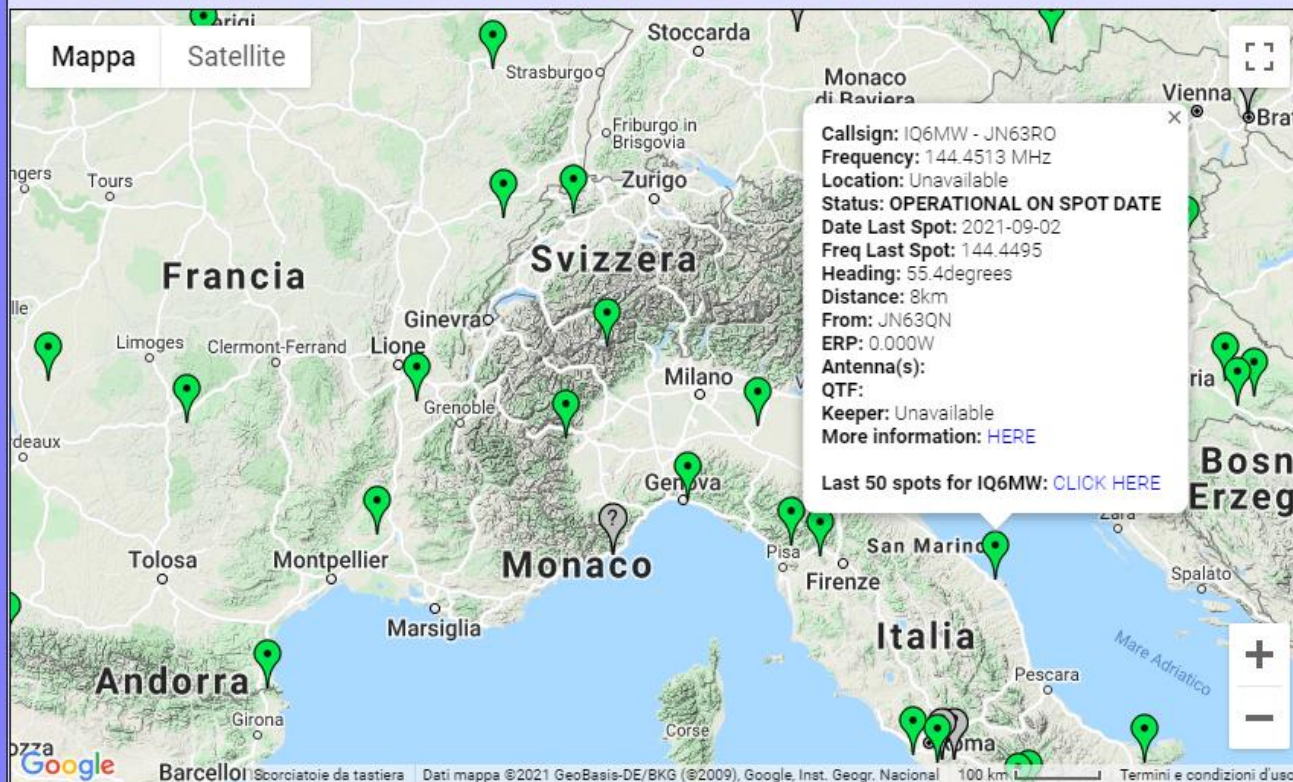 Mappa
Satellite
Stoccarda
Strasburgo
Monaco
di Baviera
Vienna
Friburgo in
Brisgovia
Tours
Zurigo
Callsign: IQ6MW - JN63RO
Frequency: 144.4513 MHz
Location: Unavailable
Status: OPERATIONAL ON SPOT DATE
Date Last Spot: 2021-09-02
Freq Last Spot: 144.4495
Heading: 55.4degrees
Distance: 8km
From: JN63QN
ERP: 0.000W
Antenna(s):
QTF:
Keeper: Unavailable
More information: HERE
Last 50 spots for IQ6MW: CLICK HERE
Svizzera
Francia
Ginevra
Limoges
Clermont-Ferrand
Lione
Milano
Grenoble
Genova
Bosn
Erzeg
Zara
Tolosa
Montpellier
Monaco
Pisa
Firenze
San Marino
Spalato
Marsiglia
Italia
Mare Adriatico
Andorra
Pescara
Girona
Corse
Roma
Google
Barcello
Scorciatoie da tastiera
Dati mappa ©2021 GeoBasis-DE/BKG (©2009), Google, Inst. Geogr. Nacional
100 km
Termini e condizioni d'uso